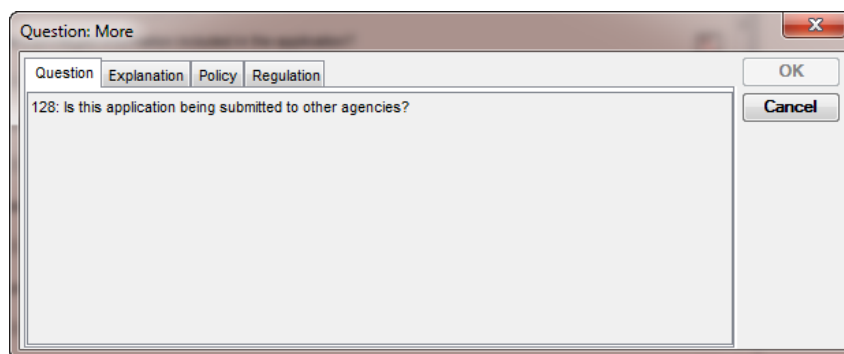 Question: More
Question Explanation Policy Regulation
OK
128: Is this application being submitted to other agencies?
Cancel